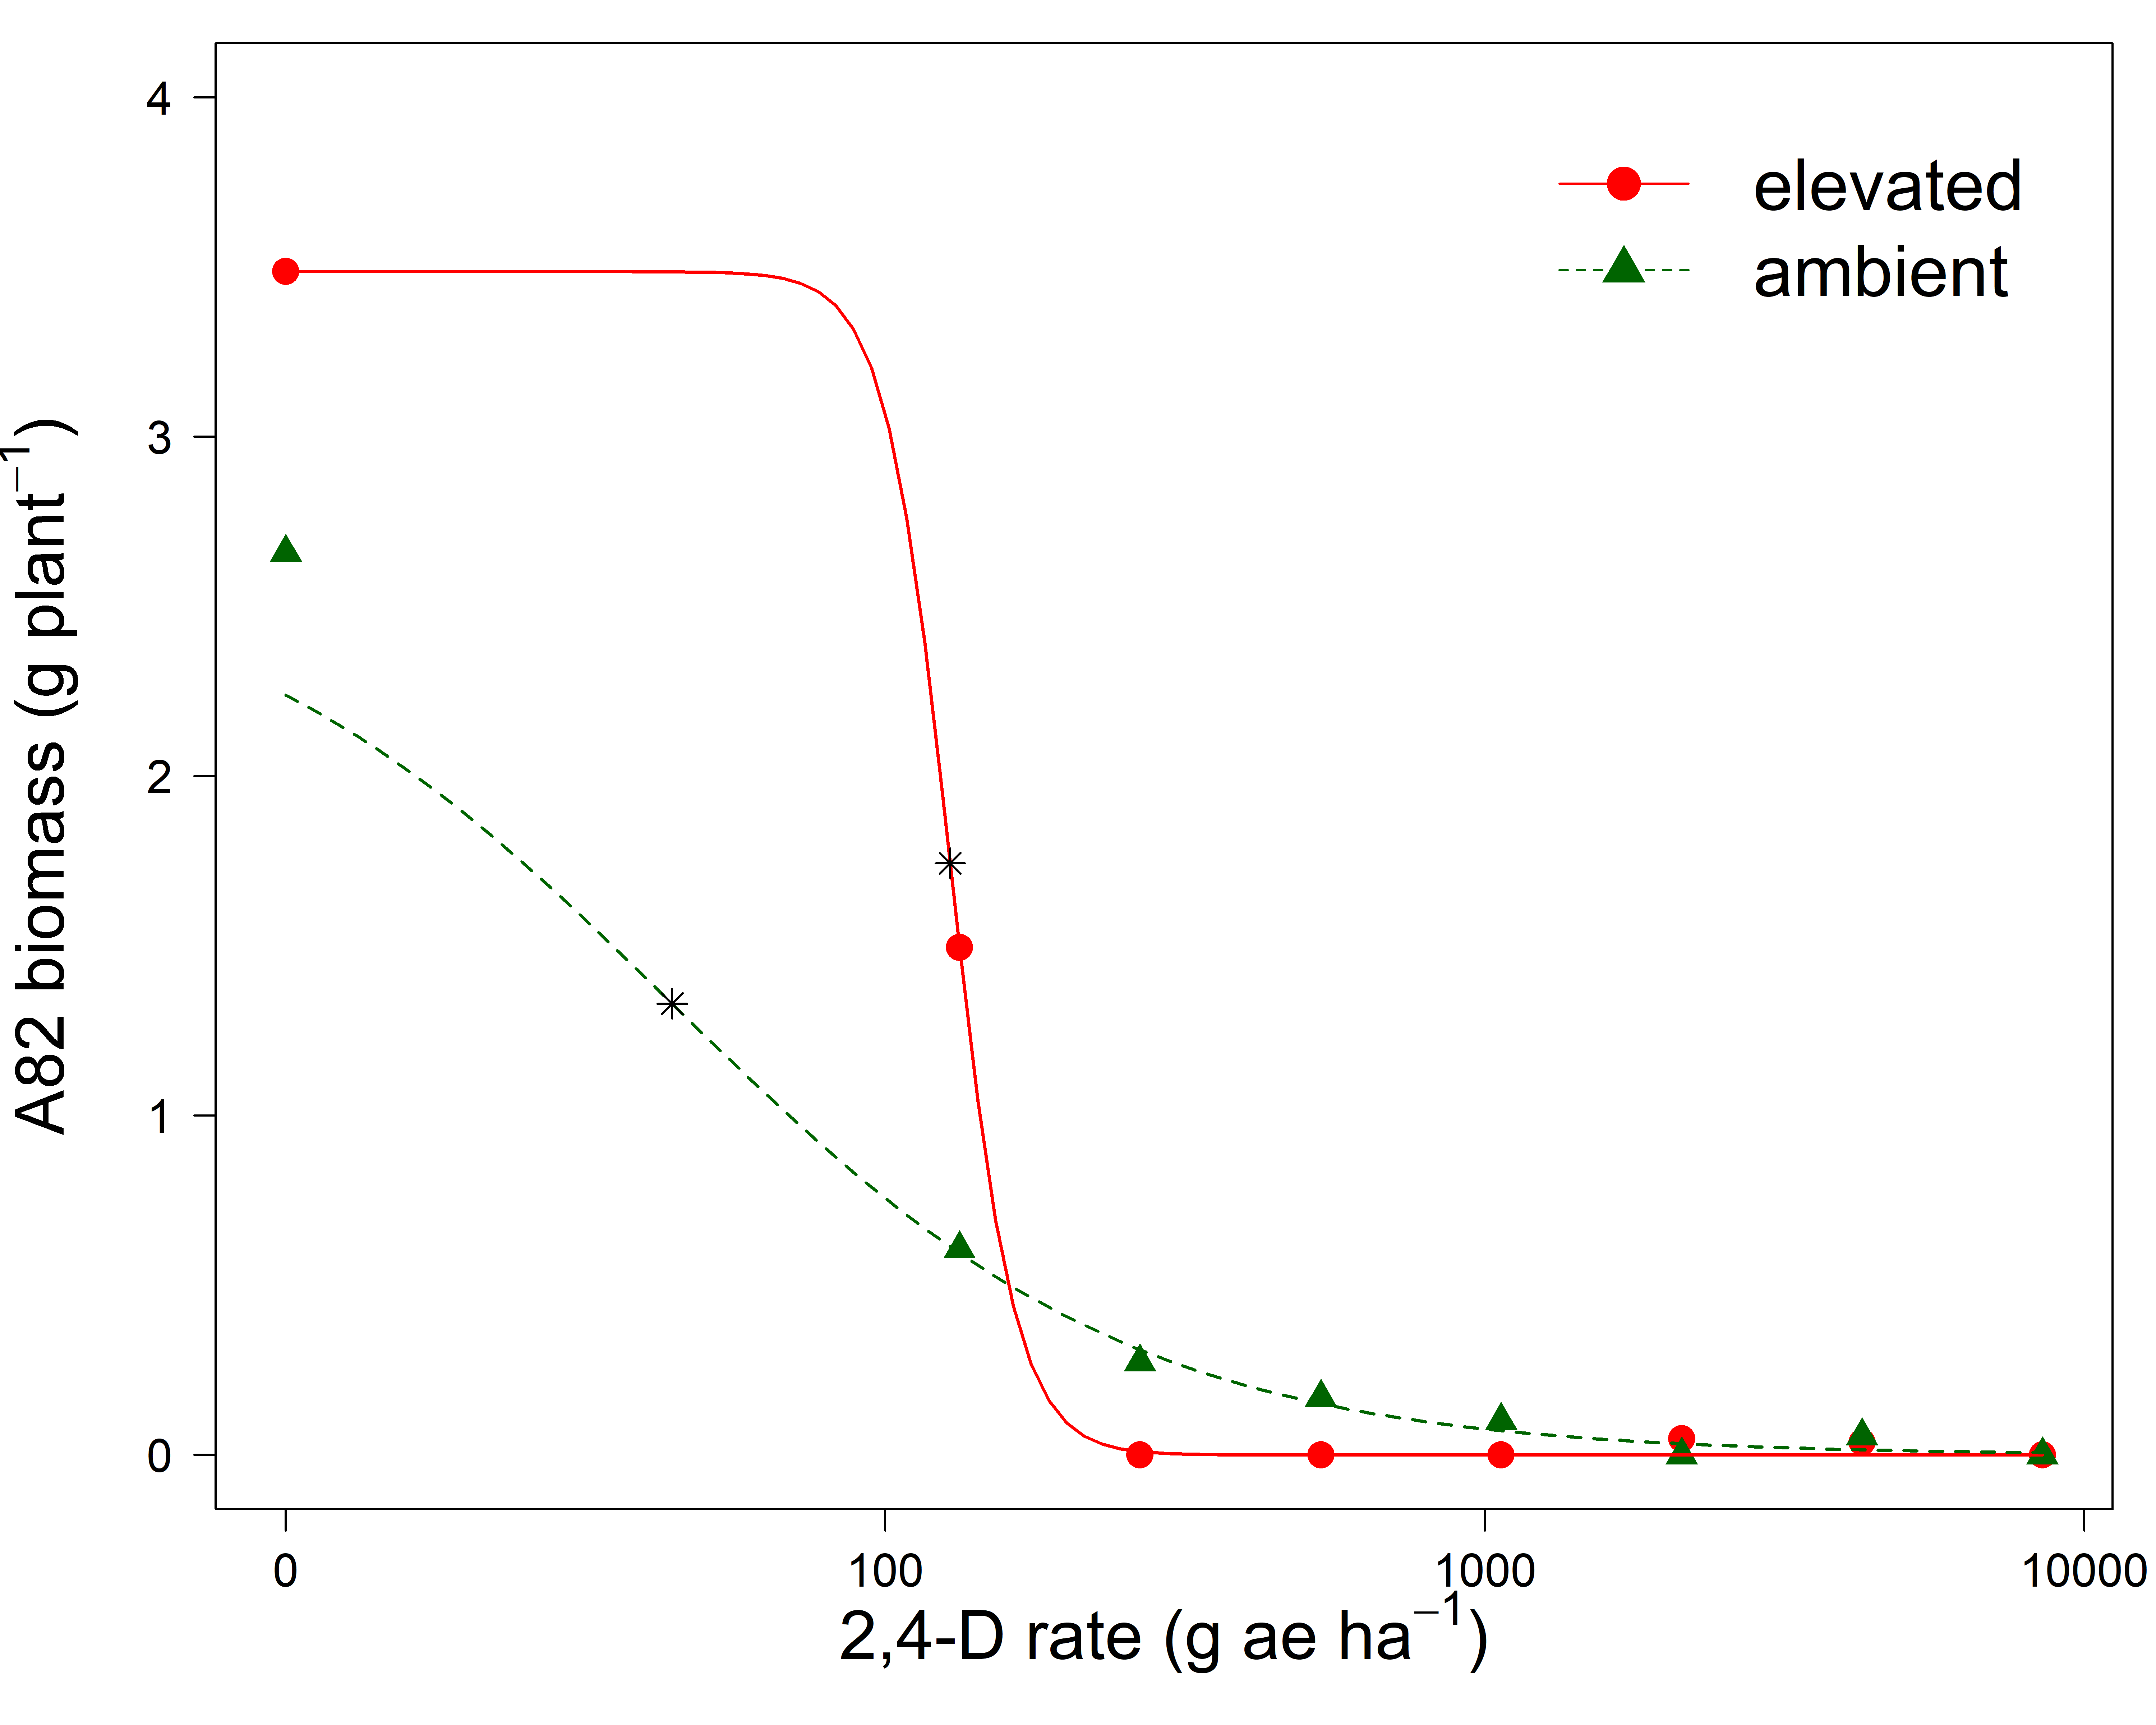 4
3
2
1
0
A82 biomass (g plant⁻¹)
elevated
ambient
0 100 1000 10000
2,4-D rate (g ae ha⁻¹)